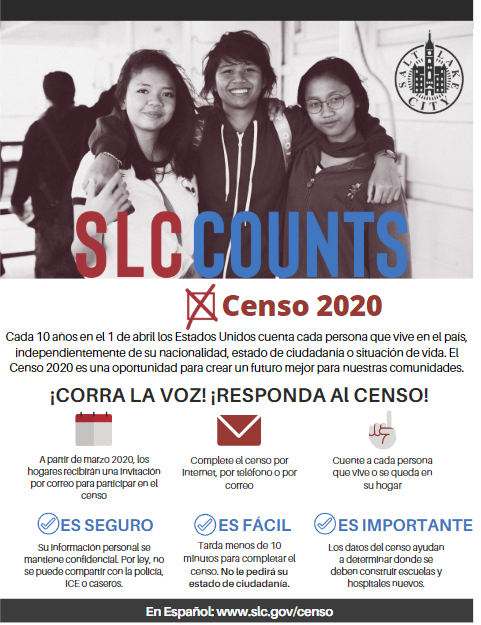 SALT LAKE CITY
SLC COUNTS
Censo 2020
Cada 10 años en el 1 de abril los Estados Unidos cuenta cada persona que vive en el país,
independientemente de su nacionalidad, estado de ciudadanía o situación de vida. El
Censo 2020 es una oportunidad para crear un futuro mejor para nuestras comunidades.
¡CORRA LA VOZ! ¡RESPONDA Al CENSO!
A partir de marzo 2020, los
hogares recibirán una invitación
por correo para participar en el
censo
Complete el censo por
Internet, por teléfono o por
correo
Cuente a cada persona
que vive o se queda en
su hogar
ES SEGURO
Su información personal se
mantiene confidencial. Por ley, no
se puede compartir con la policía,
ICE o caseros.
ES FÁCIL
Tarda menos de 10
minutos para completar el
censo. No le pedirá su
estado de ciudadanía.
ES IMPORTANTE
Los datos del censo ayudan
a determinar donde se
deben construir escuelas y
hospitales nuevos.
En Español: www.slc.gov/censo